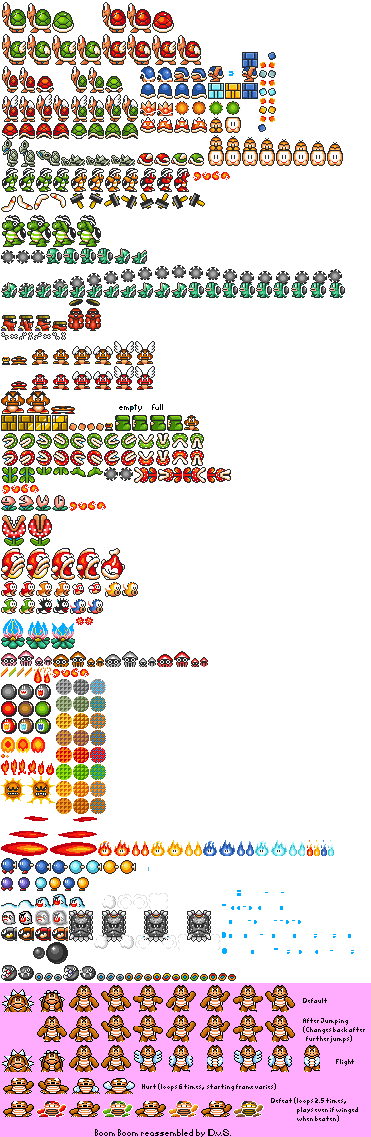 empty full
Default
After Jumping
(Changes back after
further jumps)
Flight
Hurt (loops 6 times, starting frame varies)
Defeat (loops 2.5 times,
plays even if winged
when beaten)
Boom Boom reassembled by D.v.S.